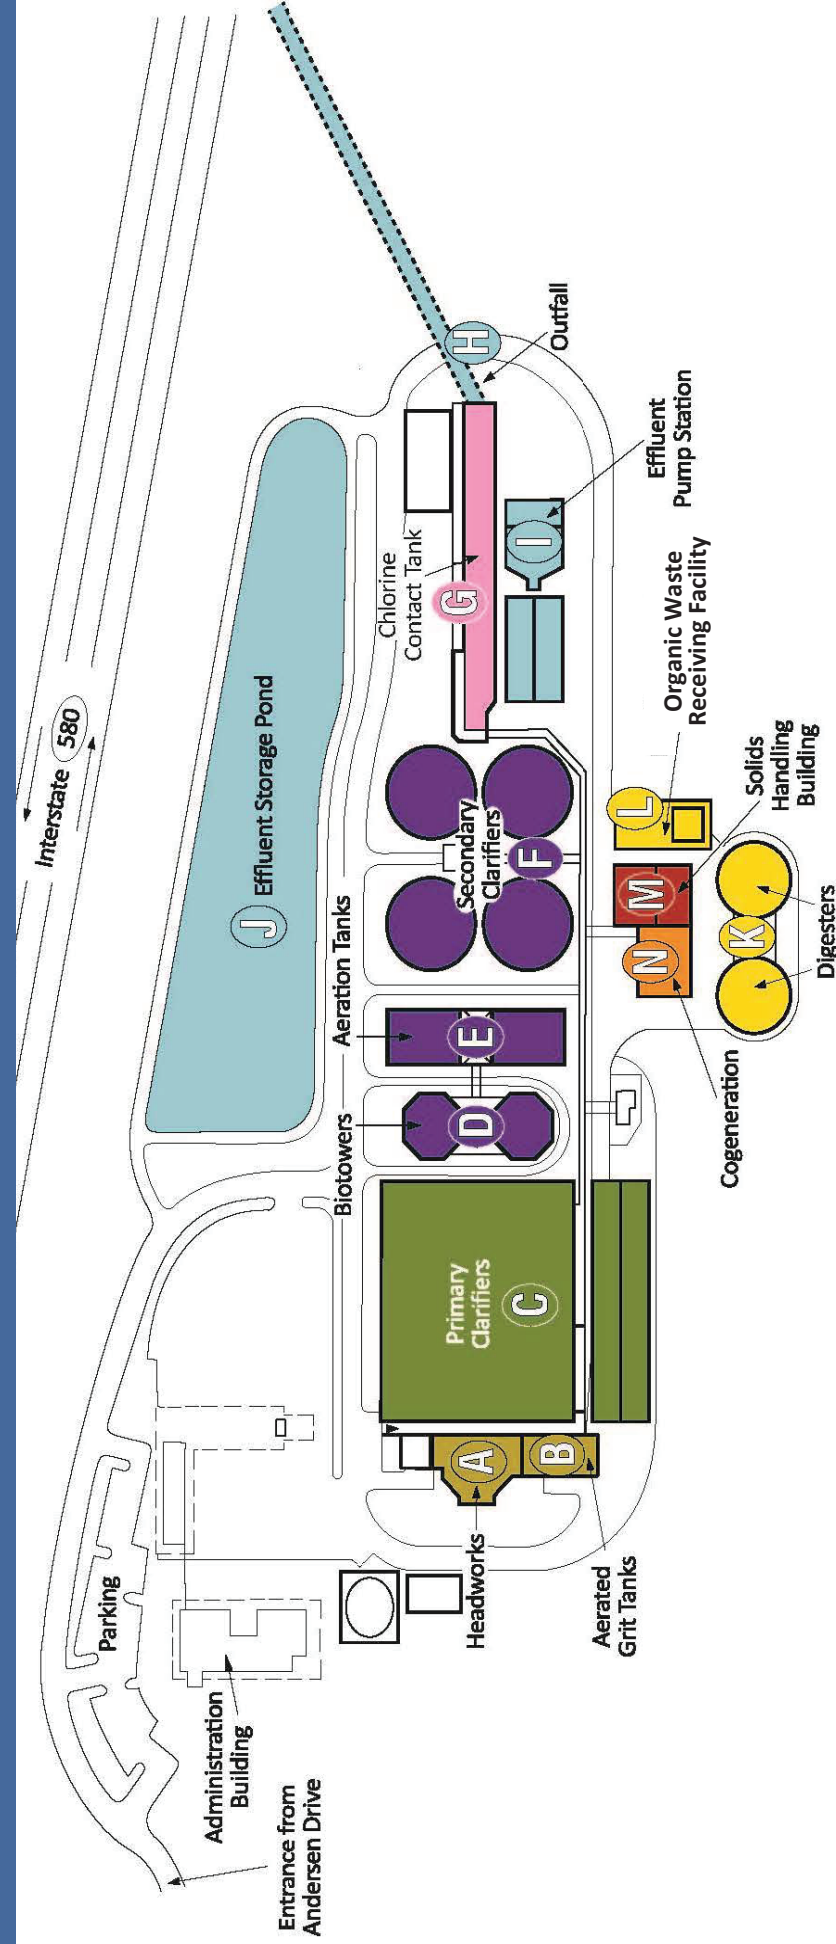 Interstate 580
J Effluent Storage Pond
Parking
Administration
Building
Entrance from
Andersen Drive
Headworks
A
Aerated
Grit Tanks
B
Primary
Clarifiers
C
Biotowers
D
Aeration Tanks
E
Secondary
Clarifiers
F
Chlorine
Contact Tank
G
H
Outfall
Effluent
Pump Station
I
Organic Waste
Receiving Facility
L
Solids
Handling
Building
M
N
Cogeneration
K
Digesters